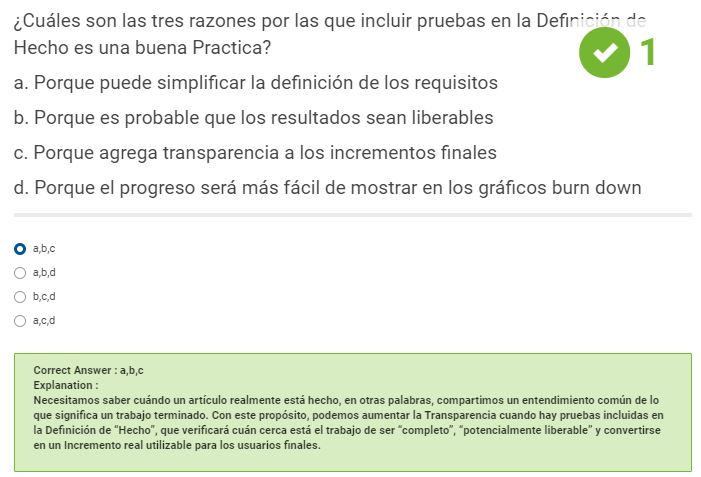 ¿Cuáles son las tres razones por las que incluir pruebas en la Definición de
Hecho es una buena Practica?
1
a. Porque puede simplificar la definición de los requisitos
b. Porque es probable que los resultados sean liberables
c. Porque agrega transparencia a los incrementos finales
d. Porque el progreso será más fácil de mostrar en los gráficos burn down
a,b,c
a,b,d
b,c,d
a,c,d
Correct Answer : a,b,c
Explanation :
Necesitamos saber cuándo un artículo realmente está hecho, en otras palabras, compartimos un entendimiento común de lo
que significa un trabajo terminado. Con este propósito, podemos aumentar la Transparencia cuando hay pruebas incluidas en
la Definición de "Hecho", que verificará cuán cerca está el trabajo de ser "completo", "potencialmente liberable" y convertirse
en un Incremento real utilizable para los usuarios finales.